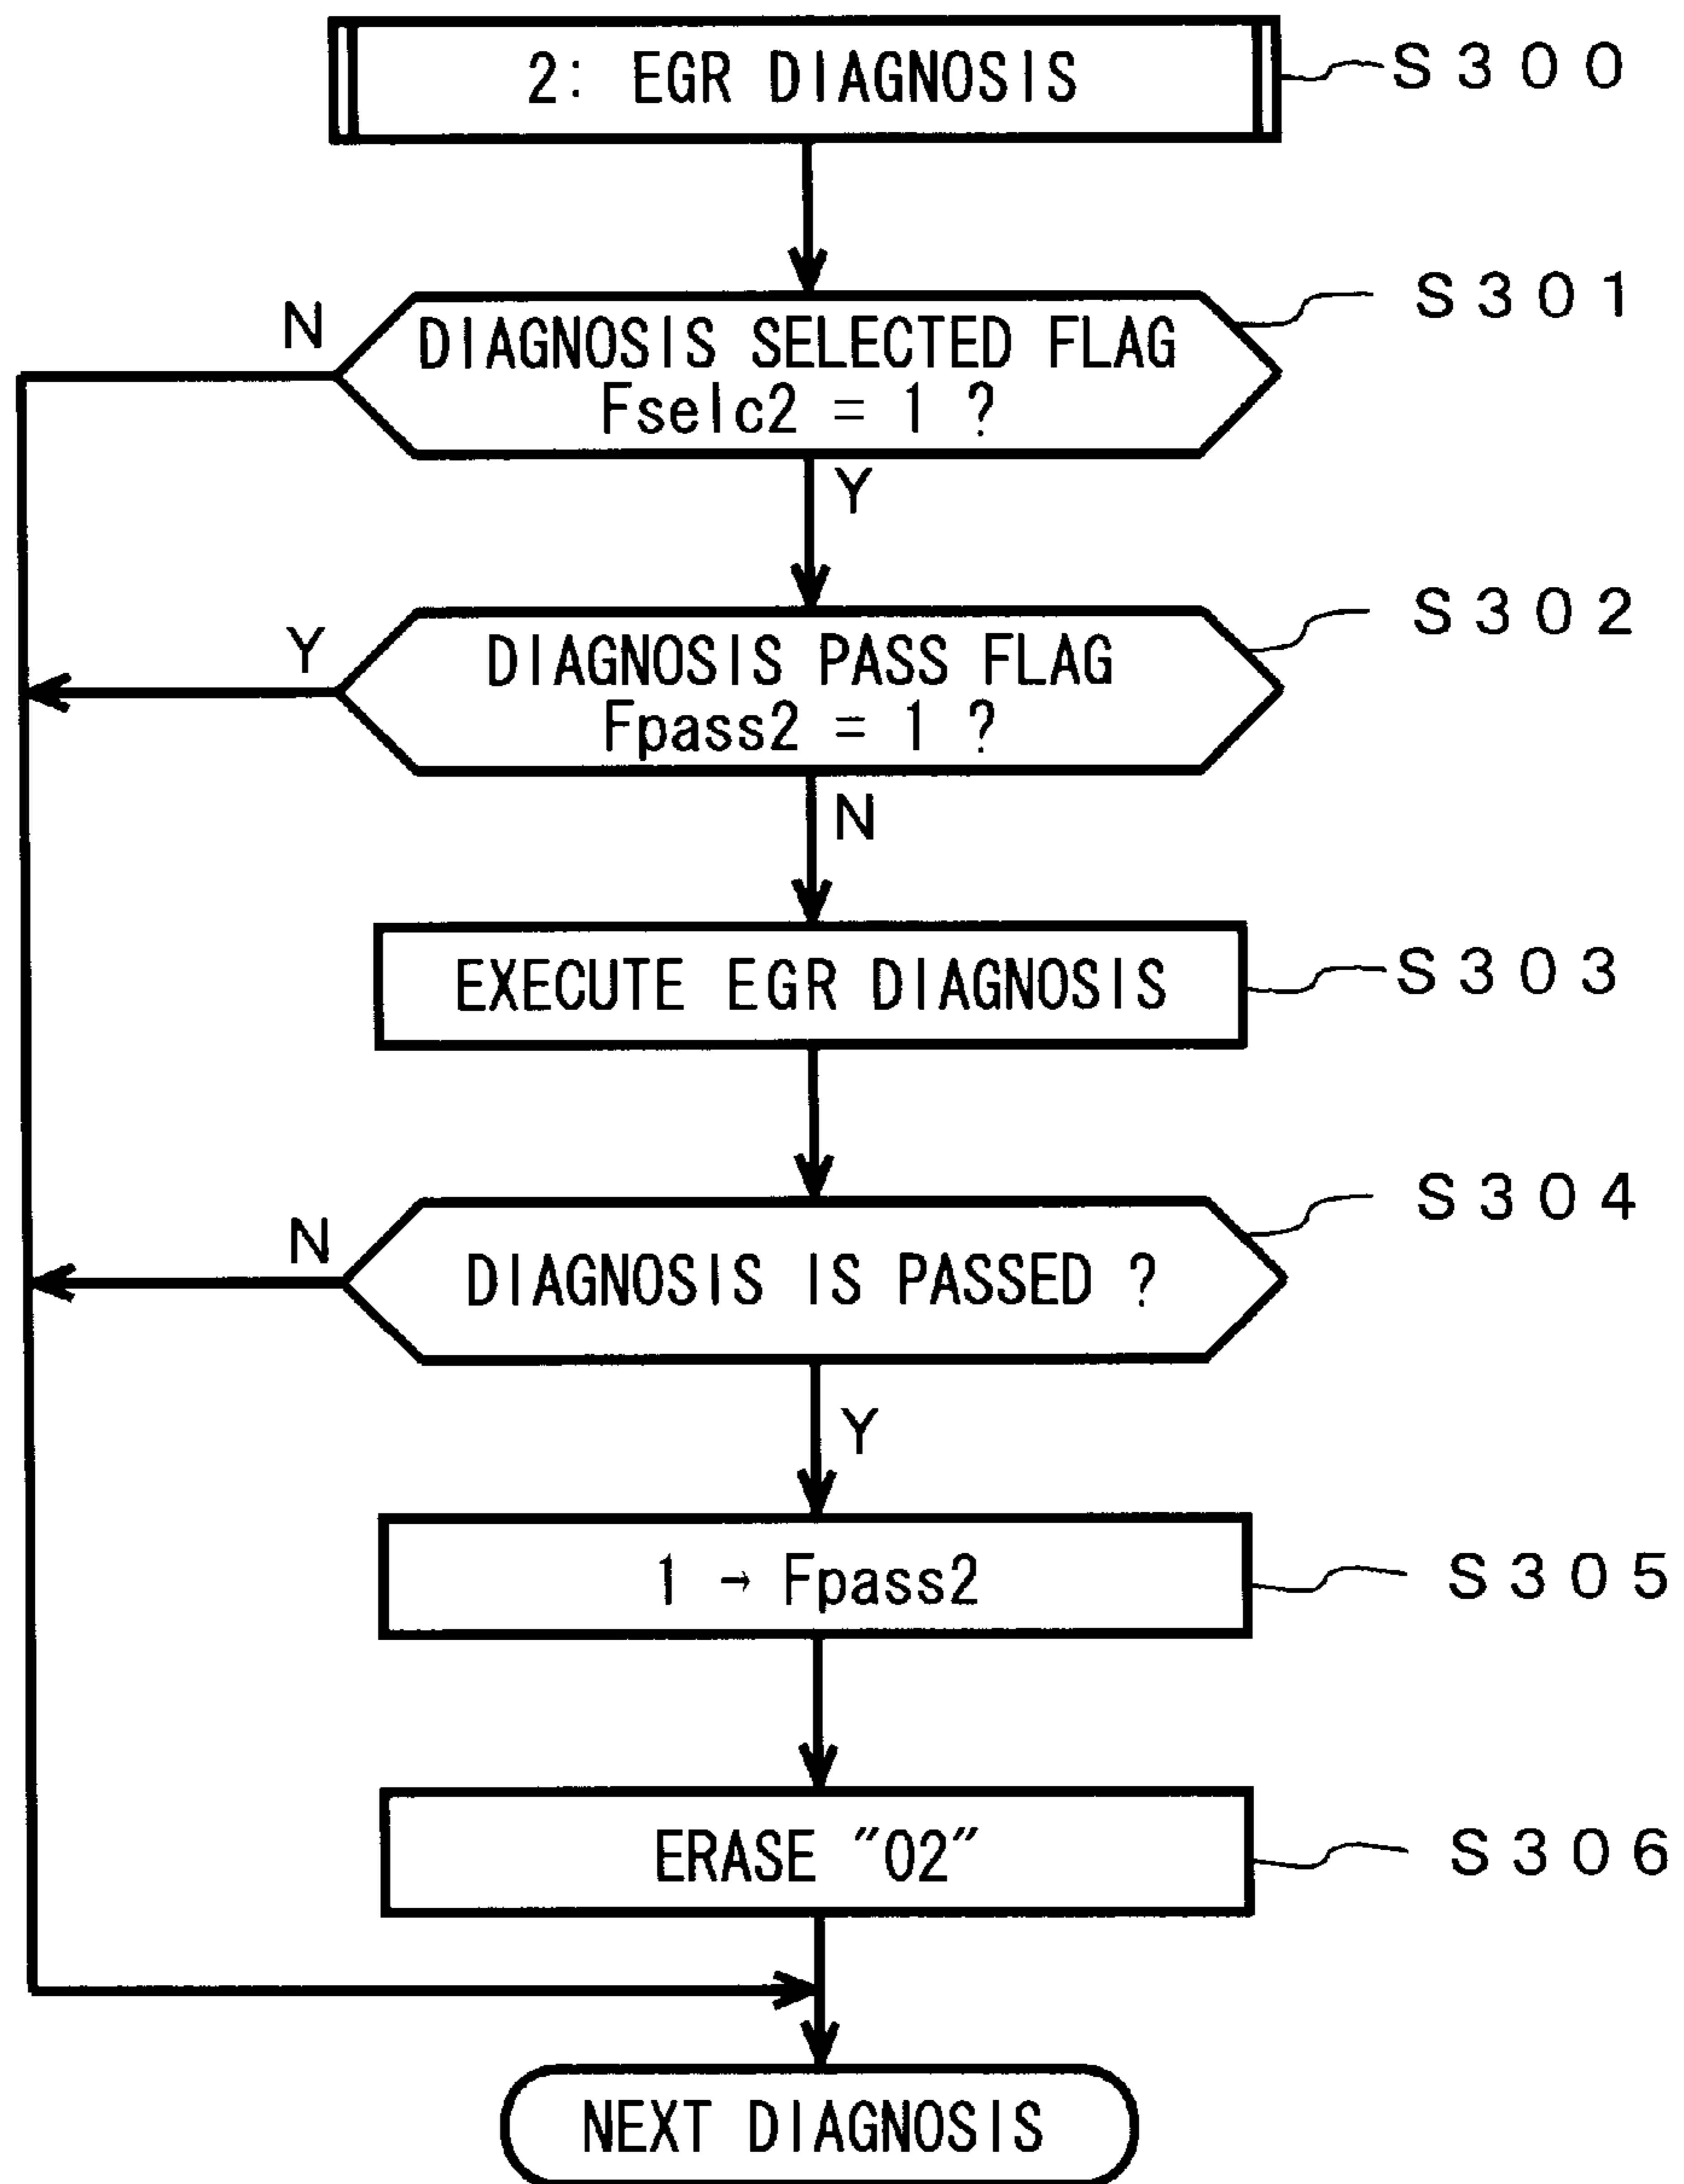 2: EGR DIAGNOSIS
S300
S301
N
DIAGNOSIS SELECTED FLAG
Fselc2 = 1 ?
Y
S302
Y
DIAGNOSIS PASS FLAG
Fpass2 = 1 ?
N
EXECUTE EGR DIAGNOSIS
S303
S304
N
DIAGNOSIS IS PASSED ?
Y
1 → Fpass2
S305
ERASE "02"
S306
NEXT DIAGNOSIS